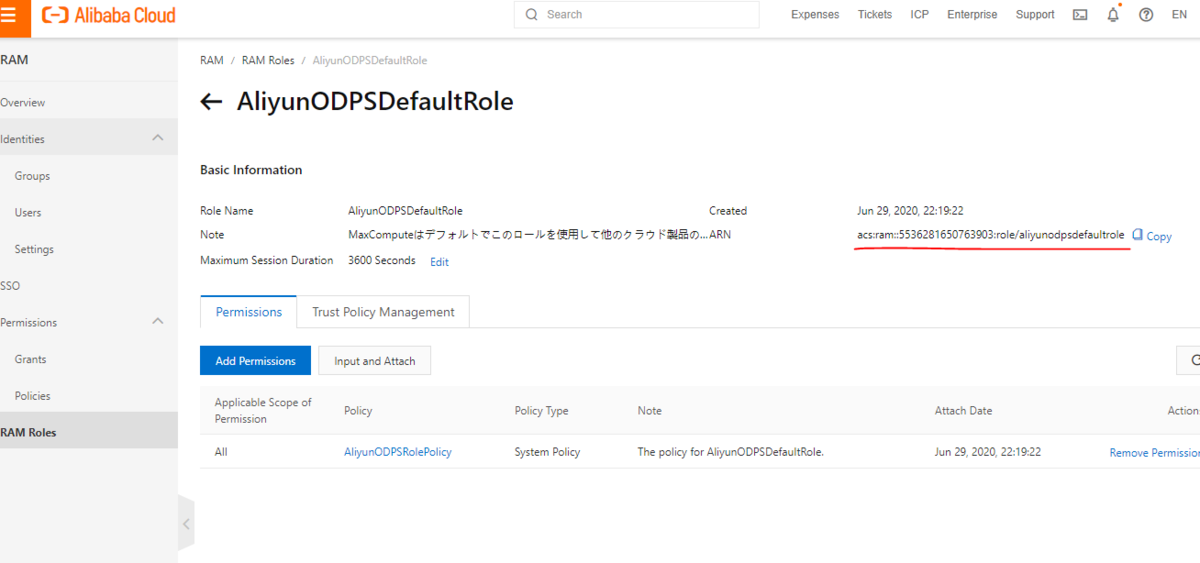 Alibaba Cloud
Search
Expenses Tickets ICP Enterprise Support EN
RAM
RAM / RAM Roles / AliyunODPSDefaultRole
Overview
AliyunODPSDefaultRole
Identities
Groups
Users
Settings
SSO
Permissions
Grants
Policies
RAM Roles
Basic Information
Role Name AliyunODPSDefaultRole Created Jun 29, 2020, 22:19:22
Note MaxComputeはデフォルトでこのロールを使用して他のクラウド製品の... ARN acs:ram::5536281650763903:role/aliyunodpsdefaultrole Copy
Maximum Session Duration 3600 Seconds Edit
Permissions Trust Policy Management
Add Permissions Input and Attach
Applicable Scope of Permission Policy Policy Type Note Attach Date Action
All AliyunODPSRolePolicy System Policy The policy for AliyunODPSDefaultRole. Jun 29, 2020, 22:19:22 Remove Permission